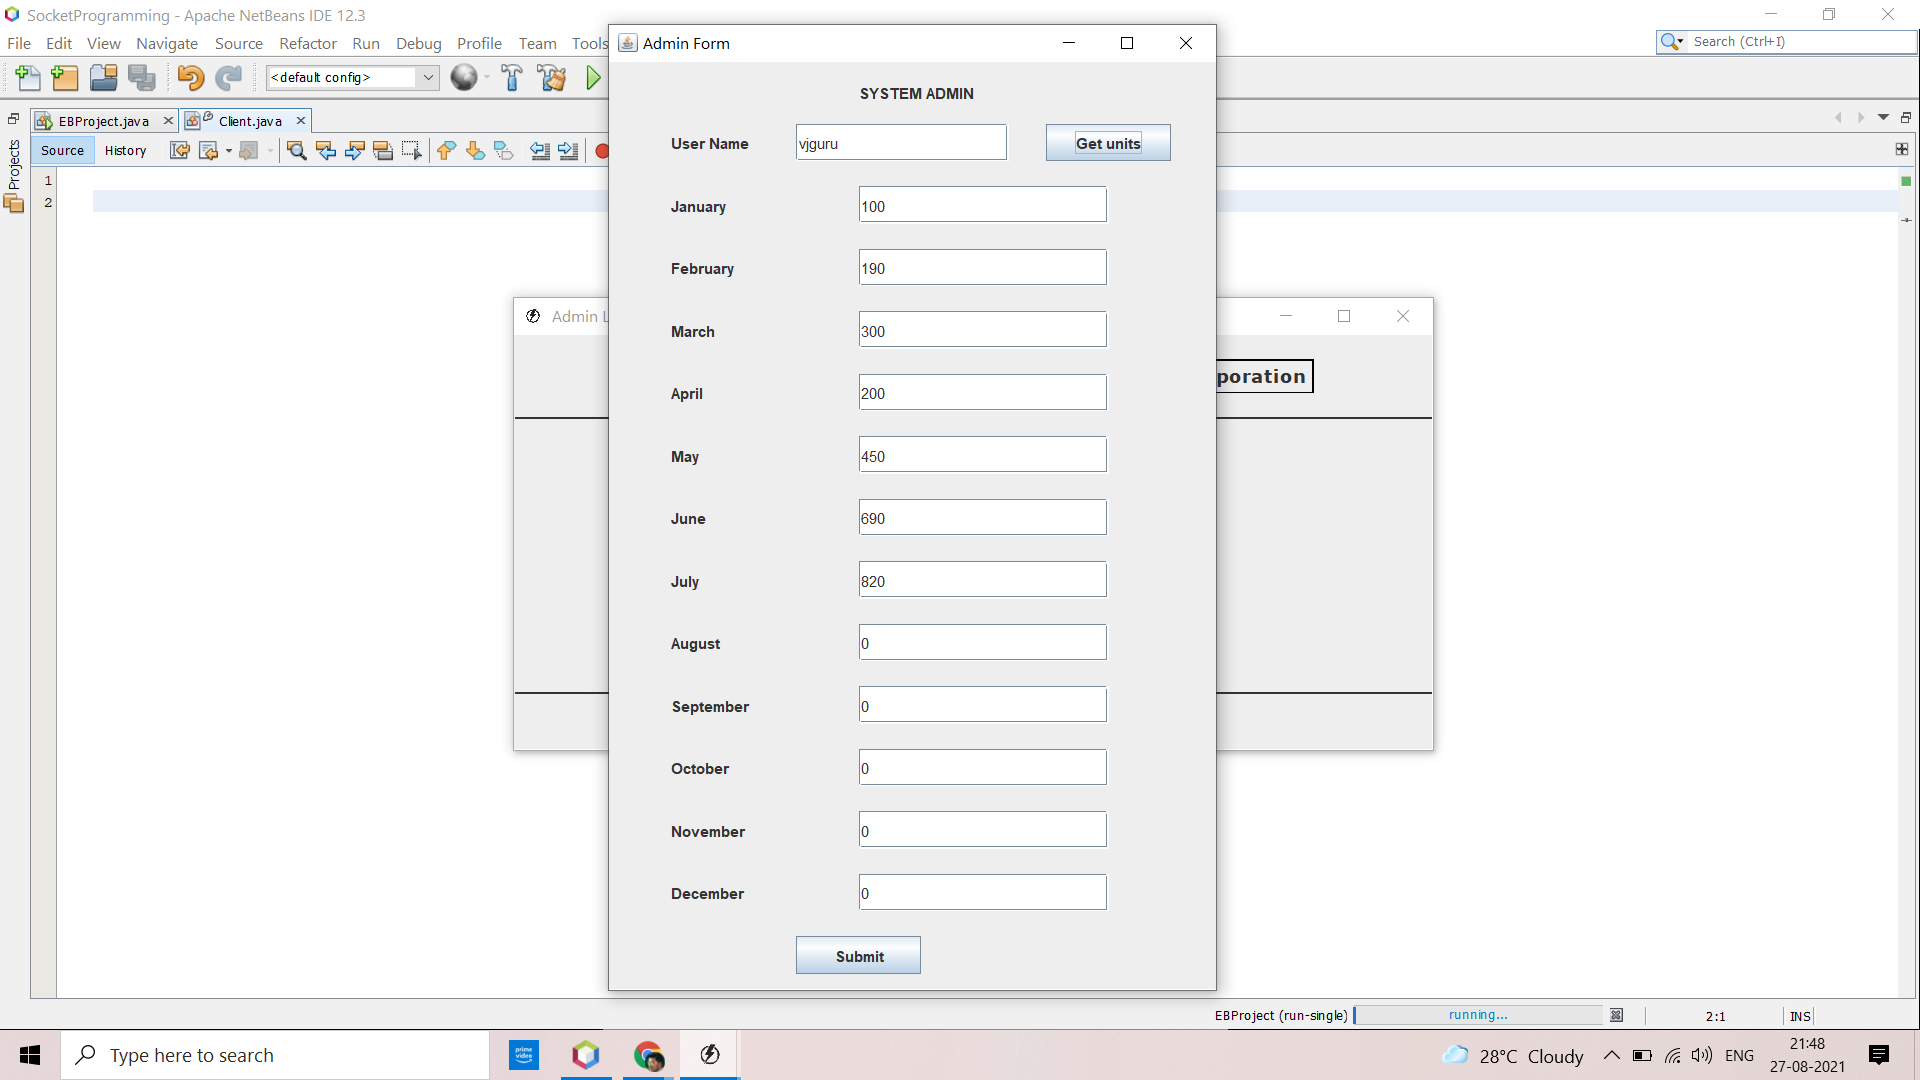 SocketProgramming - Apache NetBeans IDE 12.3
File Edit View Navigate Source Refactor Run Debug Profile Team Tools
Search (Ctrl+I)
Admin Form
<default config>
SYSTEM ADMIN
EBProject.java Client.java
User Name vjguru Get units
Source History
Projects
1
2
January 100
February 190
Admin L
March 300
poration
April 200
May 450
June 690
July 820
August 0
September 0
October 0
November 0
December 0
Submit
EBProject (run-single) running... 2:1 INS
Type here to search
prime video
28°C Cloudy ENG 21:48
27-08-2021